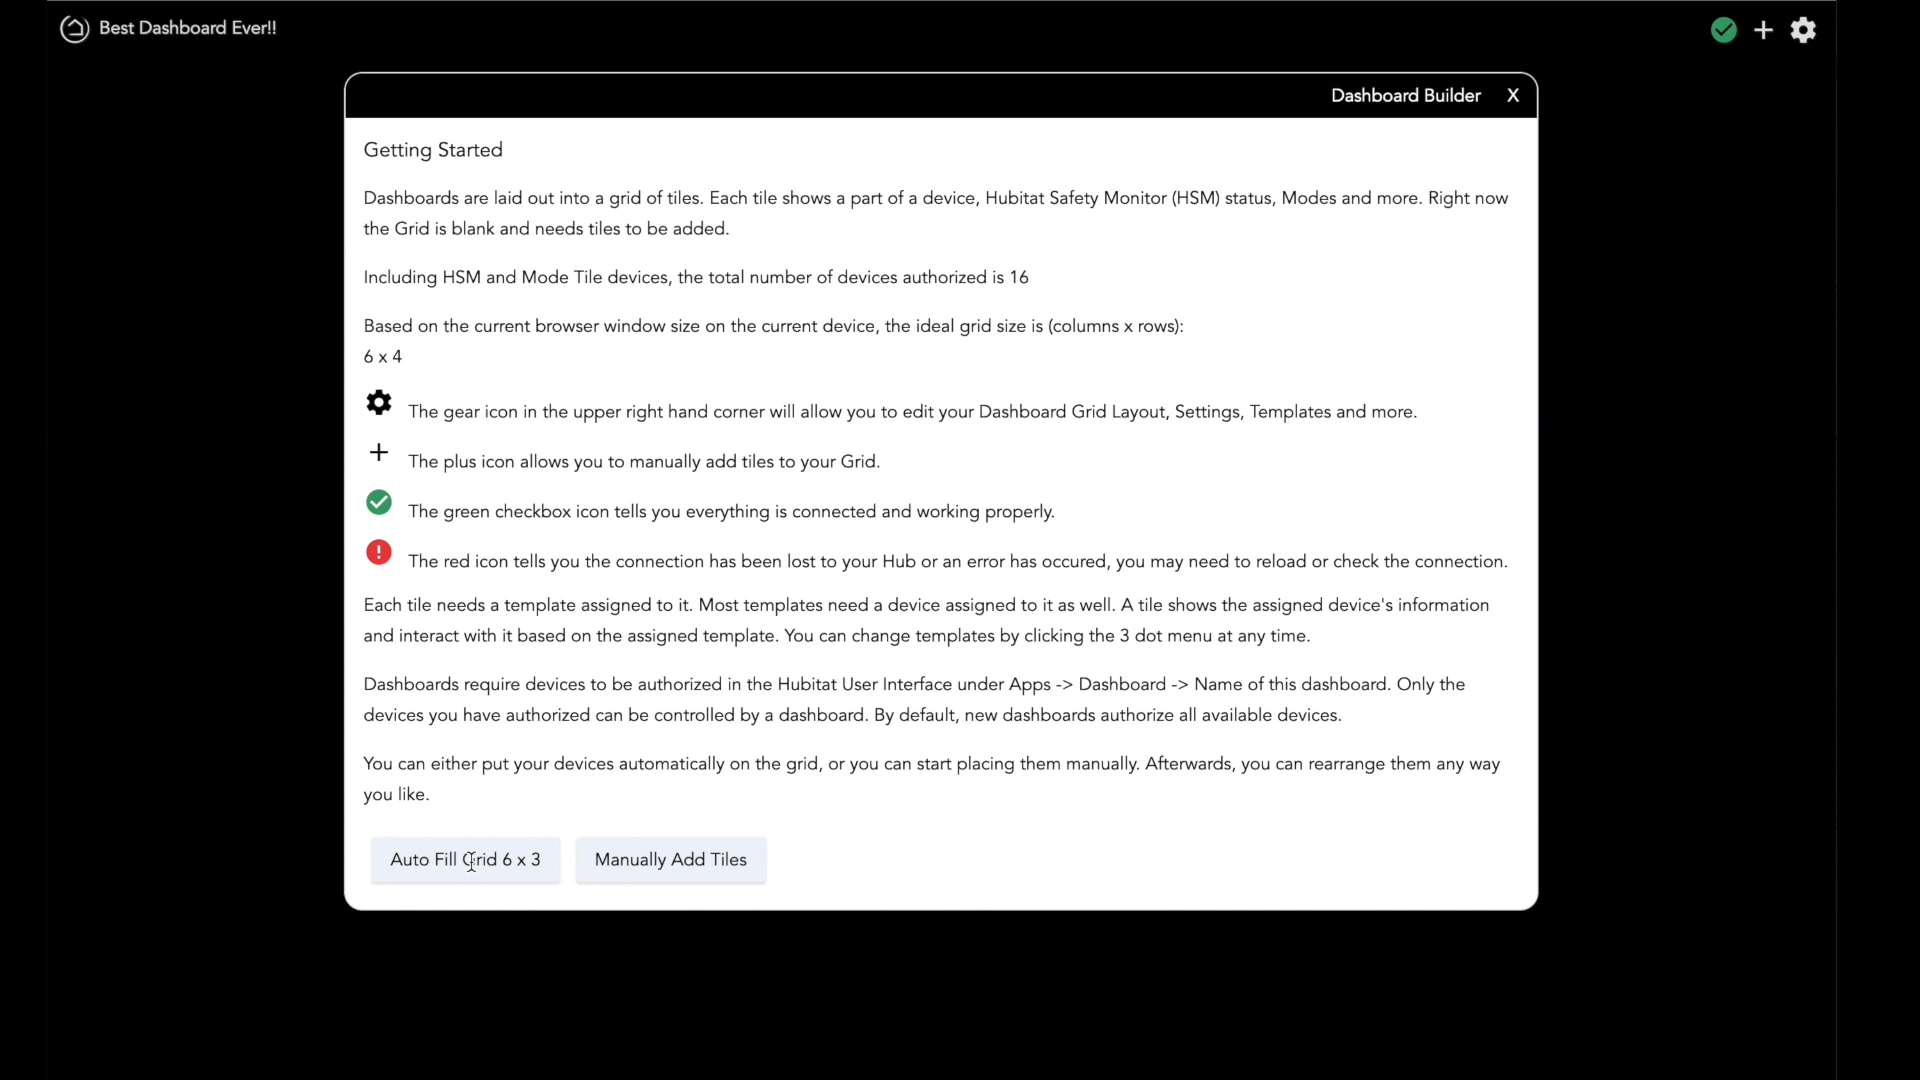 Best Dashboard Ever!!
Dashboard Builder X
Getting Started
Dashboards are laid out into a grid of tiles. Each tile shows a part of a device, Hubitat Safety Monitor (HSM) status, Modes and more. Right now
the Grid is blank and needs tiles to be added.
Including HSM and Mode Tile devices, the total number of devices authorized is 16
Based on the current browser window size on the current device, the ideal grid size is (columns x rows):
6 x 4
The gear icon in the upper right hand corner will allow you to edit your Dashboard Grid Layout, Settings, Templates and more.
The plus icon allows you to manually add tiles to your Grid.
The green checkbox icon tells you everything is connected and working properly.
The red icon tells you the connection has been lost to your Hub or an error has occured, you may need to reload or check the connection.
Each tile needs a template assigned to it. Most templates need a device assigned to it as well. A tile shows the assigned device's information
and interact with it based on the assigned template. You can change templates by clicking the 3 dot menu at any time.
Dashboards require devices to be authorized in the Hubitat User Interface under Apps -> Dashboard -> Name of this dashboard. Only the
devices you have authorized can be controlled by a dashboard. By default, new dashboards authorize all available devices.
You can either put your devices automatically on the grid, or you can start placing them manually. Afterwards, you can rearrange them any way
you like.
Auto Fill Grid 6 x 3
Manually Add Tiles